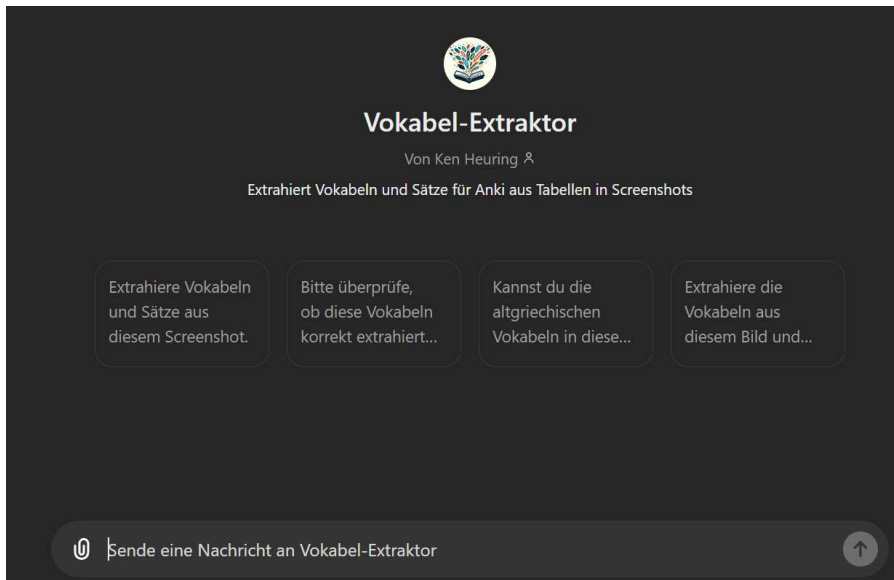 Vokabel-Extraktor
Von Ken Heuring
Extrahiert Vokabeln und Sätze für Anki aus Tabellen in Screenshots
Extrahiere Vokabeln
und Sätze aus
diesem Screenshot.
Bitte überprüfe,
ob diese Vokabeln
korrekt extrahiert...
Kannst du die
altgriechischen
Vokabeln in diese...
Extrahiere die
Vokabeln aus
diesem Bild und...
Sende eine Nachricht an Vokabel-Extraktor